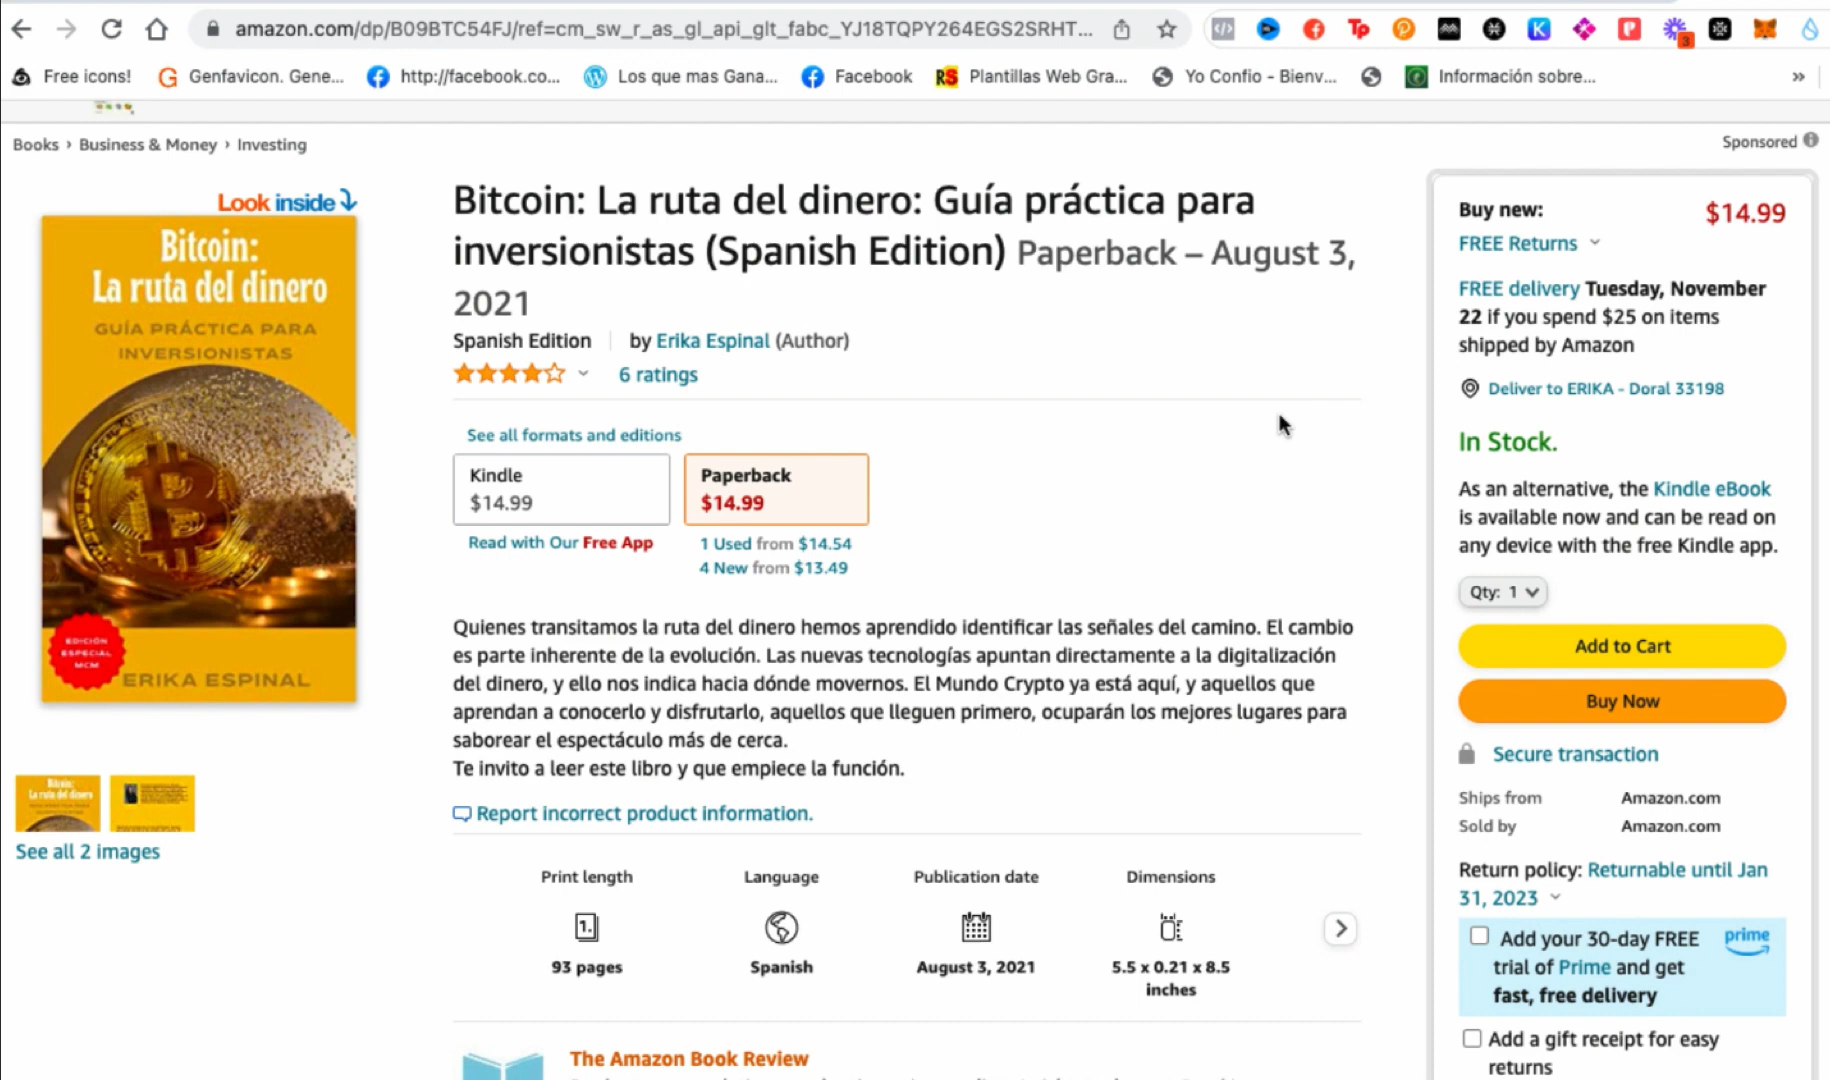 amazon.com/dp/B09BTC54FJ/ref=cm_sw_r_as_gl_api_glt_fabc_YJ18TQPY264EGS2SRHT...
Free icons!
Genfavicon. Gene...
http://facebook.co...
Los que mas Gana...
Facebook
RS Plantillas Web Gra...
Yo Confio - Bienv...
Información sobre...
»
Books › Business & Money › Investing
Sponsored
Look inside
Bitcoin:
La ruta del dinero
GUÍA PRÁCTICA PARA
INVERSIONISTAS
EDICIÓN
ESPECIAL
MCM
ERIKA ESPINAL
Bitcoin:
La ruta del dinero
See all 2 images
Bitcoin: La ruta del dinero: Guía práctica para
inversionistas (Spanish Edition) Paperback – August 3,
2021
Spanish Edition | by Erika Espinal (Author)
6 ratings
See all formats and editions
Kindle
$14.99
Read with Our Free App
Paperback
$14.99
1 Used from $14.54
4 New from $13.49
Quienes transitamos la ruta del dinero hemos aprendido identificar las señales del camino. El cambio
es parte inherente de la evolución. Las nuevas tecnologías apuntan directamente a la digitalización
del dinero, y ello nos indica hacia dónde movernos. El Mundo Crypto ya está aquí, y aquellos que
aprendan a conocerlo y disfrutarlo, aquellos que lleguen primero, ocuparán los mejores lugares para
saborear el espectáculo más de cerca.
Te invito a leer este libro y que empiece la función.
Report incorrect product information.
Print length
93 pages
Language
Spanish
Publication date
August 3, 2021
Dimensions
5.5 x 0.21 x 8.5
inches
The Amazon Book Review
Buy new:
$14.99
FREE Returns
FREE delivery Tuesday, November
22 if you spend $25 on items
shipped by Amazon
Deliver to ERIKA - Doral 33198
In Stock.
As an alternative, the Kindle eBook
is available now and can be read on
any device with the free Kindle app.
Qty: 1
Add to Cart
Buy Now
Secure transaction
Ships from Amazon.com
Sold by Amazon.com
Return policy: Returnable until Jan
31, 2023
Add your 30-day FREE
trial of Prime and get
fast, free delivery
prime
Add a gift receipt for easy
returns